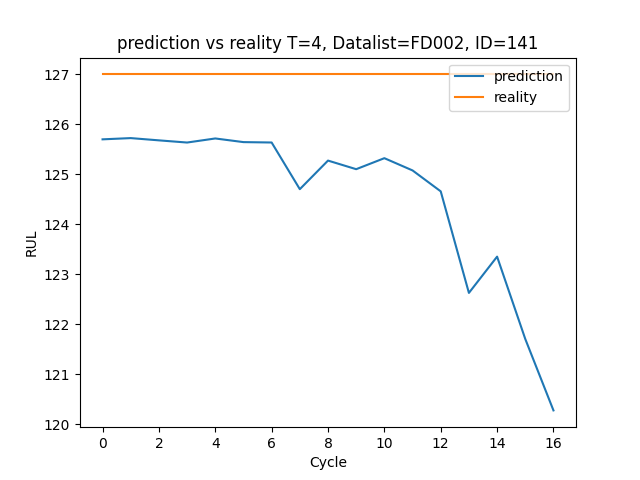 prediction vs reality T=4, Datalist=FD002, ID=141
127
126
125
124
123
122
121
120
RUL
prediction
reality
0 2 4 6 8 10 12 14 16
Cycle